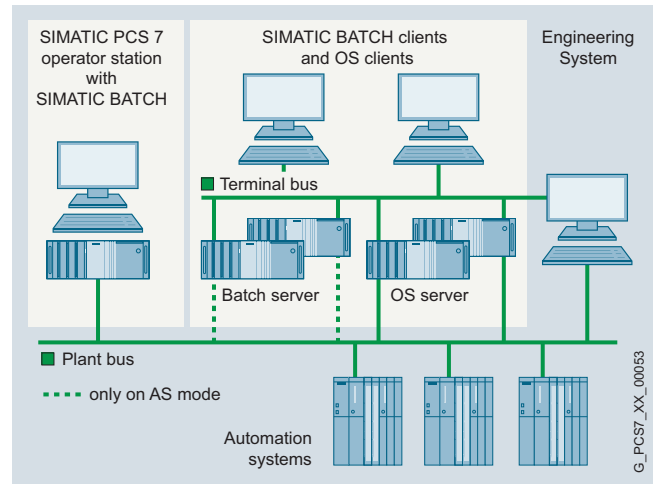 SIMATIC PCS 7
operator station
with
SIMATIC BATCH
SIMATIC BATCH clients
and OS clients
Engineering
System
Terminal bus
Batch server
OS server
Plant bus
only on AS mode
Automation
systems
G_PCS7_XX_00053